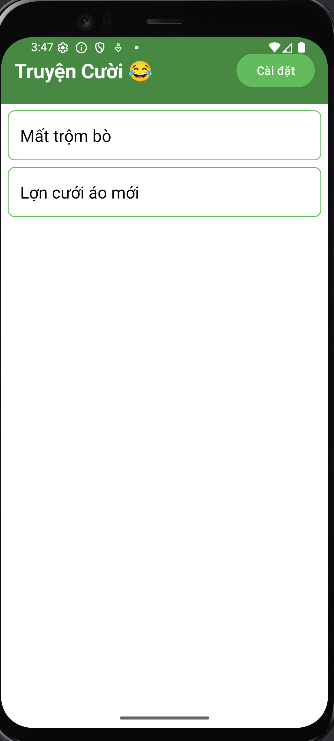 3:47
Truyện Cười 😂
Cài đặt
Mất trộm bò
Lợn cưới áo mới